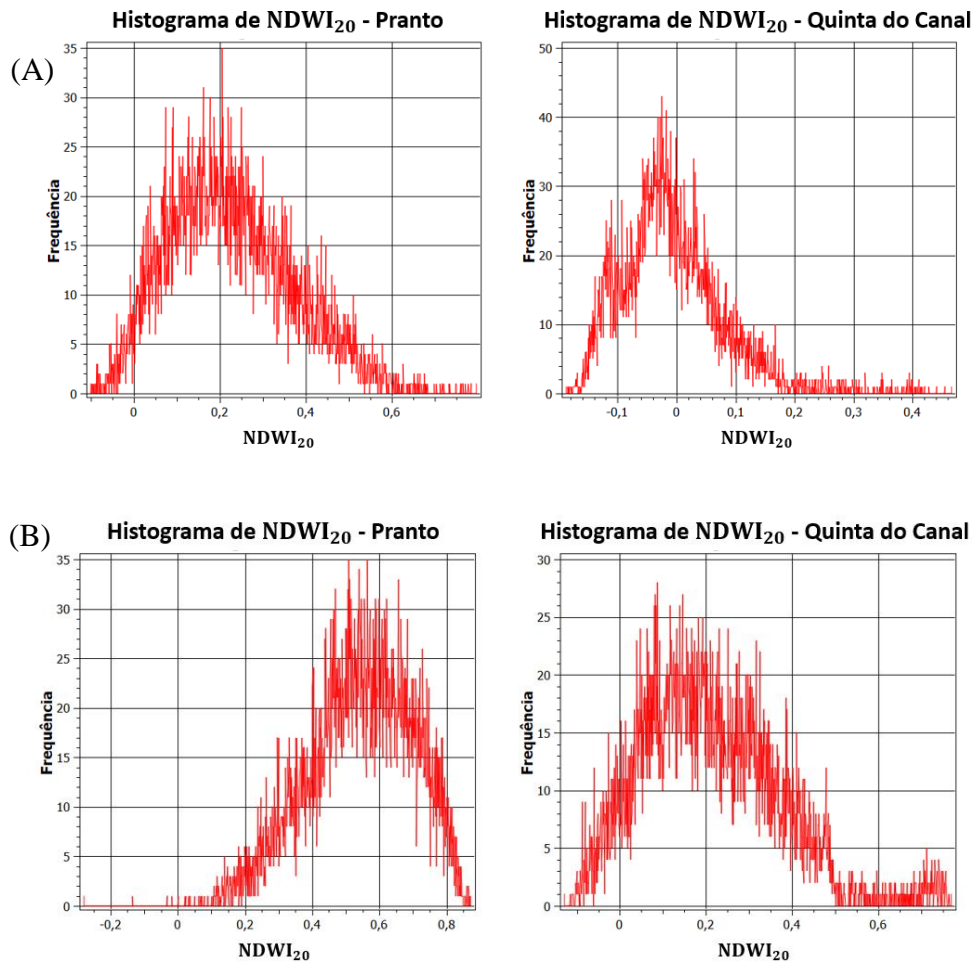 Histograma de NDWI₂₀ - Pranto
Histograma de NDWI₂₀ - Quinta do Canal
(A)
Frequência
35
30
25
20
15
10
5
0
0 0,2 0,4 0,6
NDWI₂₀
Frequência
50
40
30
20
10
0
-0,1 0 0,1 0,2 0,3 0,4
NDWI₂₀
(B)
Histograma de NDWI₂₀ - Pranto
Histograma de NDWI₂₀ - Quinta do Canal
Frequência
35
30
25
20
15
10
5
0
-0,2 0 0,2 0,4 0,6 0,8
NDWI₂₀
Frequência
30
25
20
15
10
5
0
0 0,2 0,4 0,6
NDWI₂₀